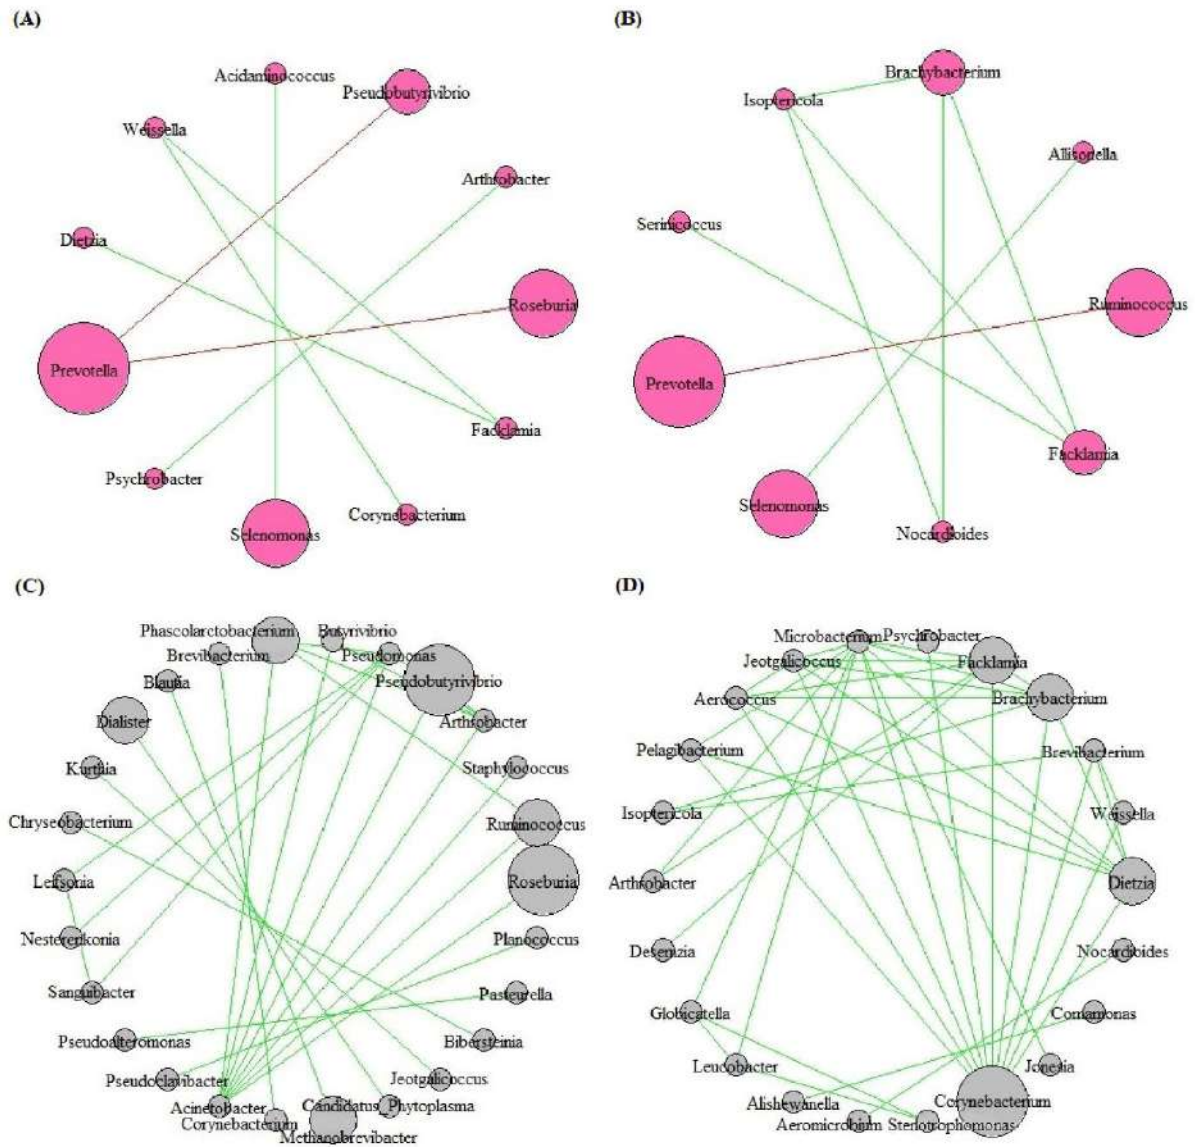 (A)
(B)
Acidaminococcus
Pseudobutyrivibrio
Weissella
Arthrobacter
Dietzia
Roseburia
Prevotella
Facklamia
Psychrobacter
Corynebacterium
Selenomonas
Brachybacterium
Isoptericola
Allisonella
Serinicoccus
Ruminococcus
Prevotella
Facklamia
Selenomonas
Nocardioides
(C)
(D)
Phascolarctobacterium
Butyrivibrio
Brevibacterium
Pseudomonas
Blautia
Pseudobutyrivibrio
Dialister
Arthrobacter
Kurthia
Staphylococcus
Chryseobacterium
Ruminococcus
Leifsonia
Roseburia
Nesterenkonia
Planococcus
Sanguibacter
Pasteurella
Pseudoalteromonas
Bibersteinia
Pseudoclavibacter
Jeotgalicoccus
Acinetobacter
Candidatus_Phytoplasma
Corynebacterium
Methanobrevibacter
Microbacterium
Psychrobacter
Jeotgalicoccus
Facklamia
Aerococcus
Brachybacterium
Pelagibacterium
Brevibacterium
Isoptericola
Weissella
Arthrobacter
Dietzia
Desemzia
Nocardioides
Globicatella
Comamonas
Leucobacter
Jonesia
Alishewanella
Corynebacterium
Aeromicrobium
Stenotrophomonas